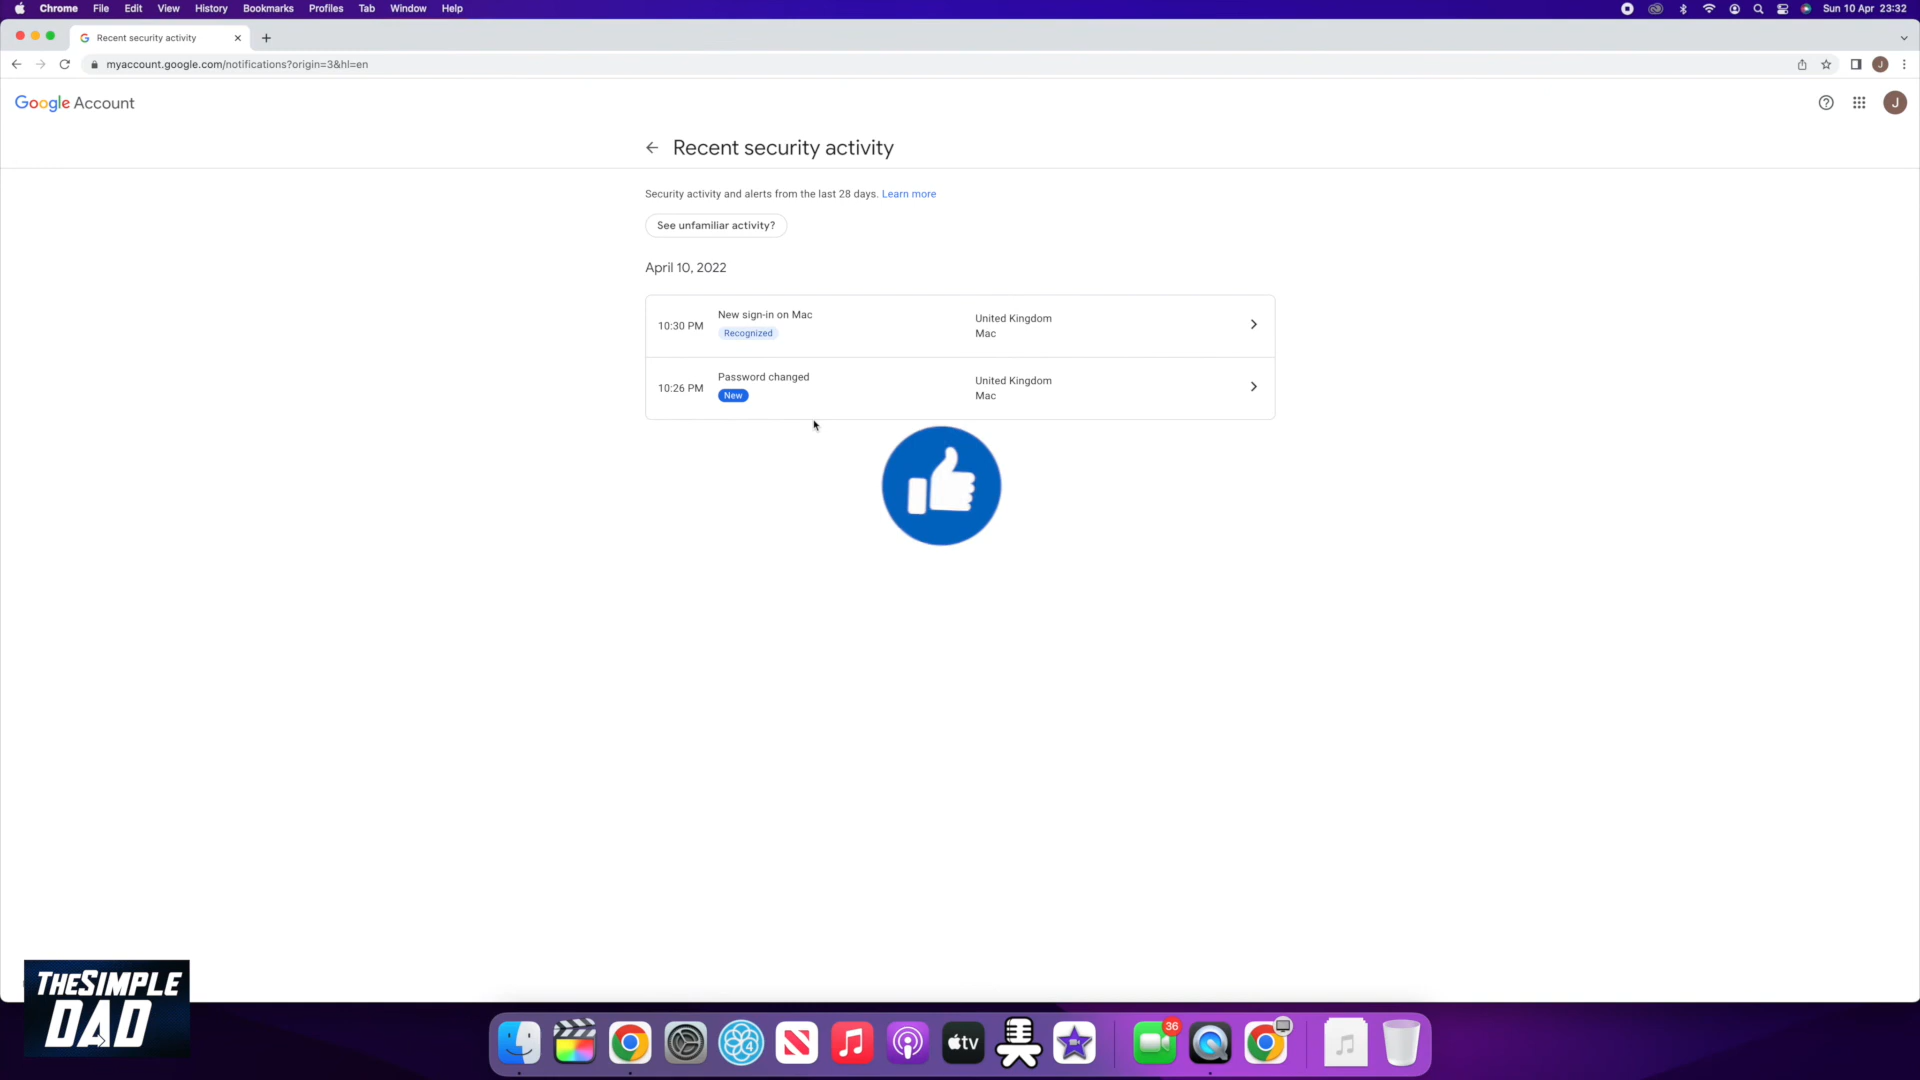 Chrome File Edit View History Bookmarks Profiles Tab Window Help Sun 10 Apr 23:32
Recent security activity
myaccount.google.com/notifications?origin=3&hl=en J
Google Account J
Recent security activity
Security activity and alerts from the last 28 days. Learn more
See unfamiliar activity?
April 10, 2022
10:30 PM New sign-in on Mac United Kingdom
Recognized Mac
10:26 PM Password changed United Kingdom
New Mac
THESIMPLE
DAD
4 tv 36